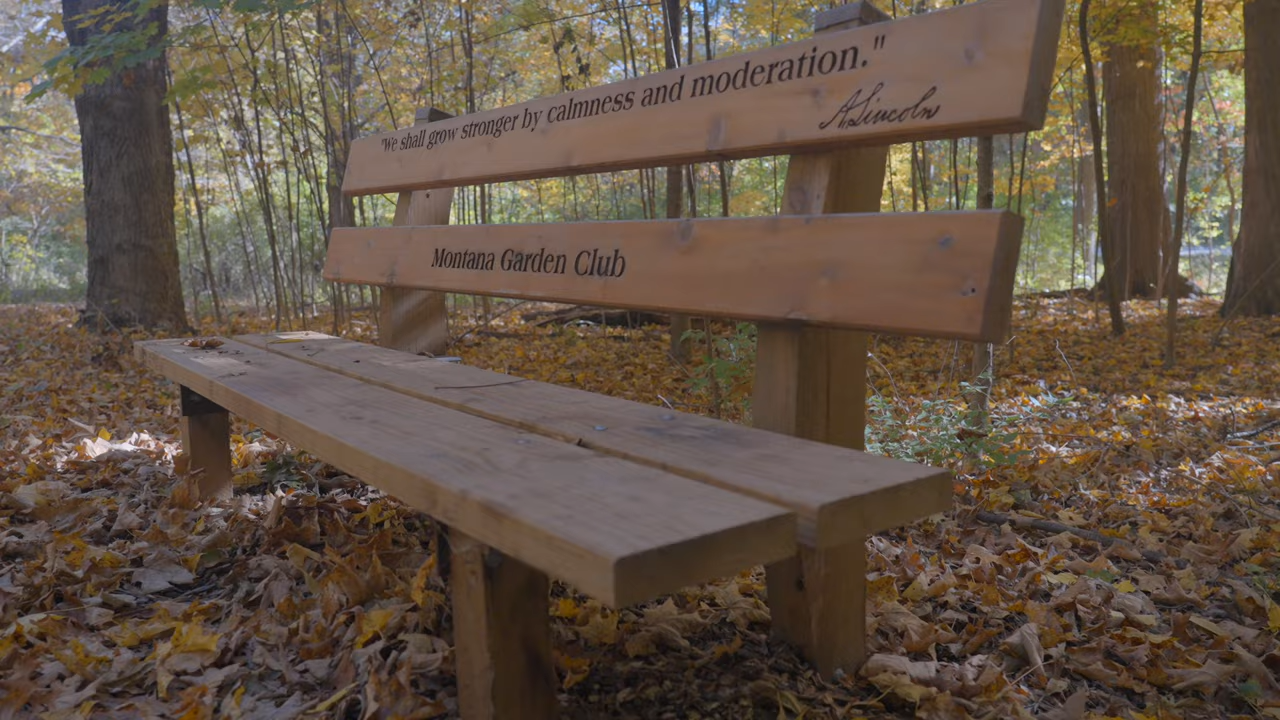 "We shall grow stronger by calmness and moderation."
A. Lincoln
Montana Garden Club